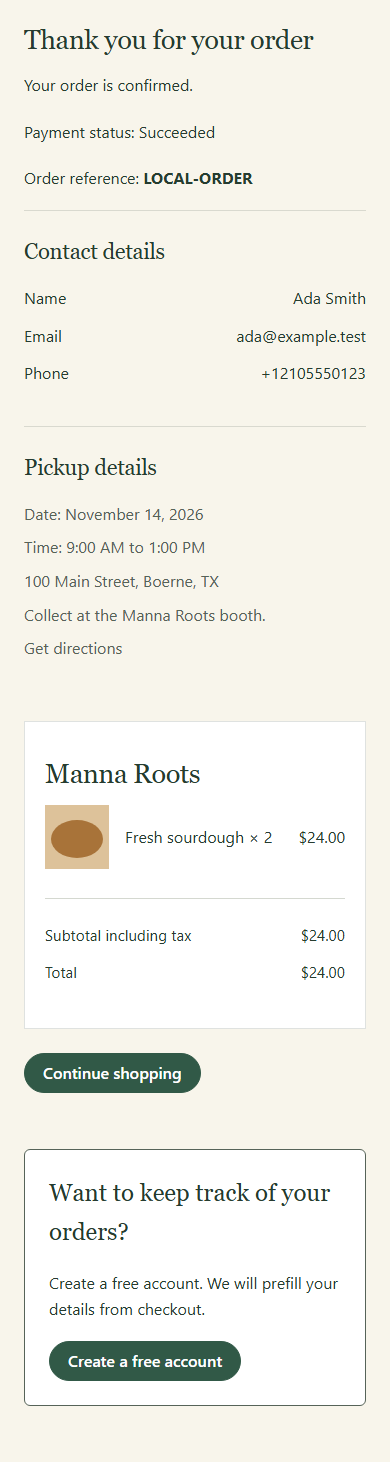 Thank you for your order
Your order is confirmed.
Payment status: Succeeded
Order reference: LOCAL-ORDER
Contact details
Name Ada Smith
Email ada@example.test
Phone +12105550123
Pickup details
Date: November 14, 2026
Time: 9:00 AM to 1:00 PM
100 Main Street, Boerne, TX
Collect at the Manna Roots booth.
Get directions
Manna Roots
Fresh sourdough × 2 $24.00
Subtotal including tax $24.00
Total $24.00
Continue shopping
Want to keep track of your
orders?
Create a free account. We will prefill your
details from checkout.
Create a free account